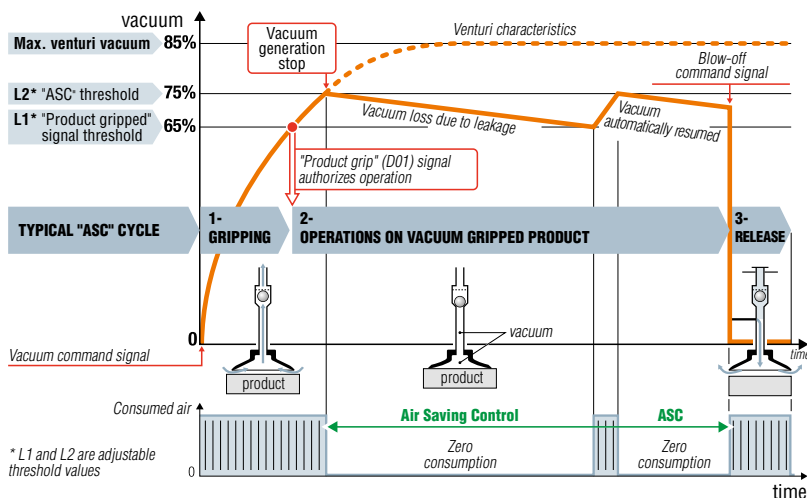 vacuum
Max. venturi vacuum 85%
Vacuum
generation
stop
Venturi characteristics
Blow-off
command signal
L2* "ASC" threshold 75%
L1* "Product gripped"
signal threshold 65%
Vacuum loss due to leakage
Vacuum
automatically resumed
"Product grip" (D01) signal
authorizes operation
TYPICAL "ASC" CYCLE
1-
GRIPPING
2-
OPERATIONS ON VACUUM GRIPPED PRODUCT
3-
RELEASE
0
vacuum
time
Vacuum command signal
product
product
Consumed air
Air Saving Control
ASC
Zero
consumption
Zero
consumption
* L1 and L2 are adjustable
threshold values
0
time